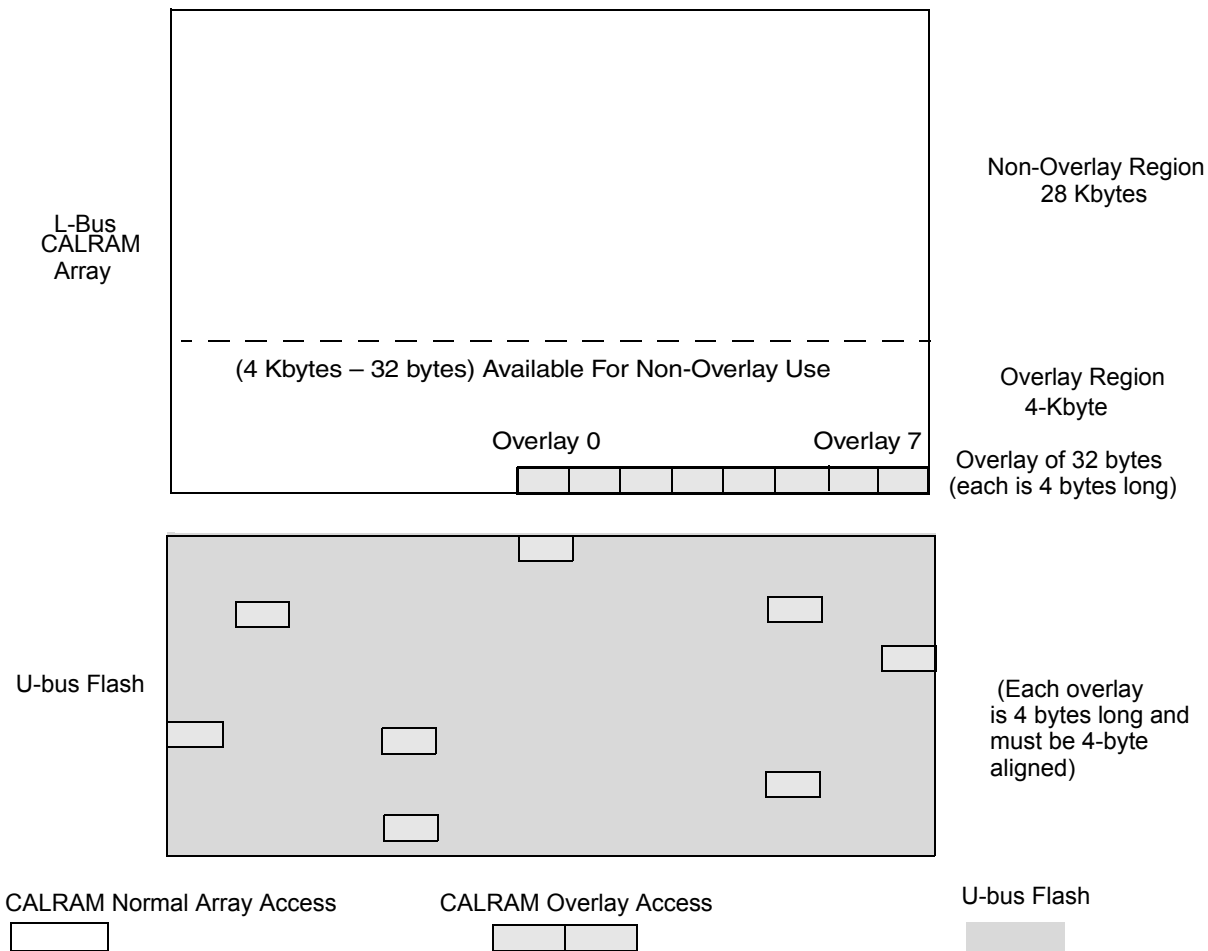 Non-Overlay Region
28 Kbytes
L-Bus
CALRAM
Array
(4 Kbytes – 32 bytes) Available For Non-Overlay Use
Overlay Region
4-Kbyte
Overlay 0
Overlay 7
Overlay of 32 bytes
(each is 4 bytes long)
U-bus Flash
(Each overlay
is 4 bytes long and
must be 4-byte
aligned)
CALRAM Normal Array Access
CALRAM Overlay Access
U-bus Flash